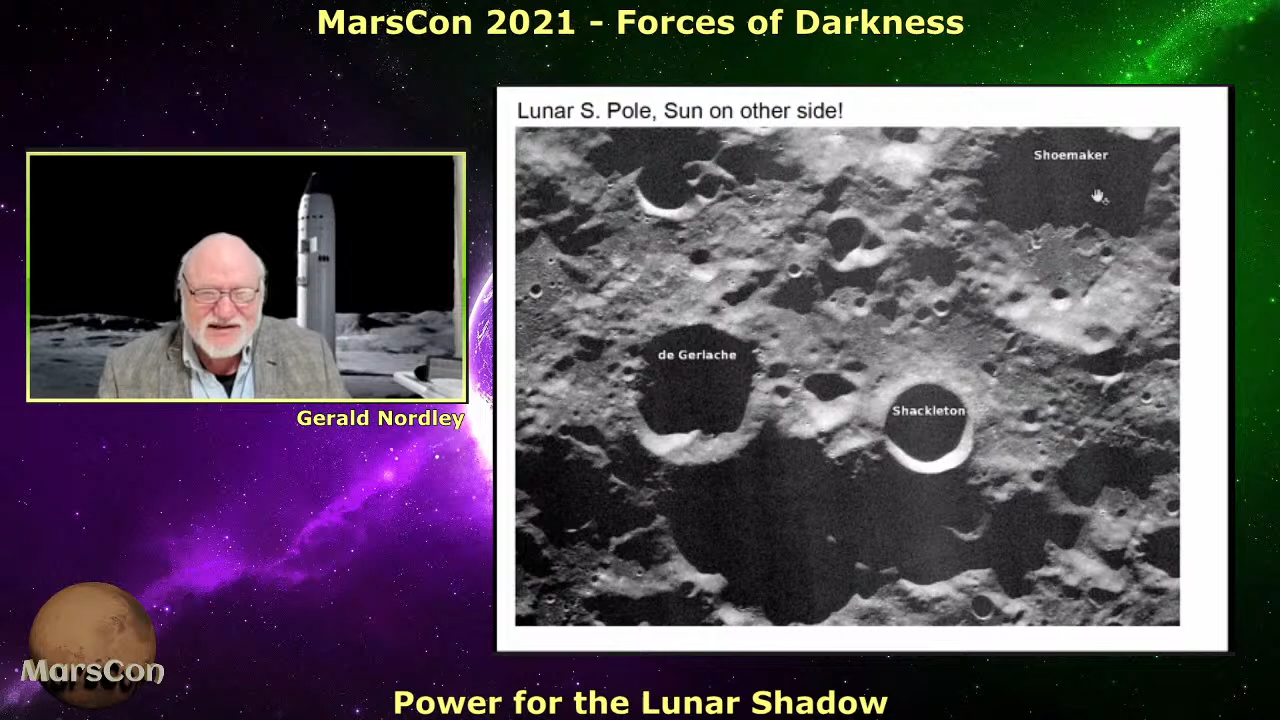 MarsCon 2021 - Forces of Darkness
Lunar S. Pole, Sun on other side!
Shoemaker
de Gerlache
Shackleton
Gerald Nordley
MarsCon
Power for the Lunar Shadow